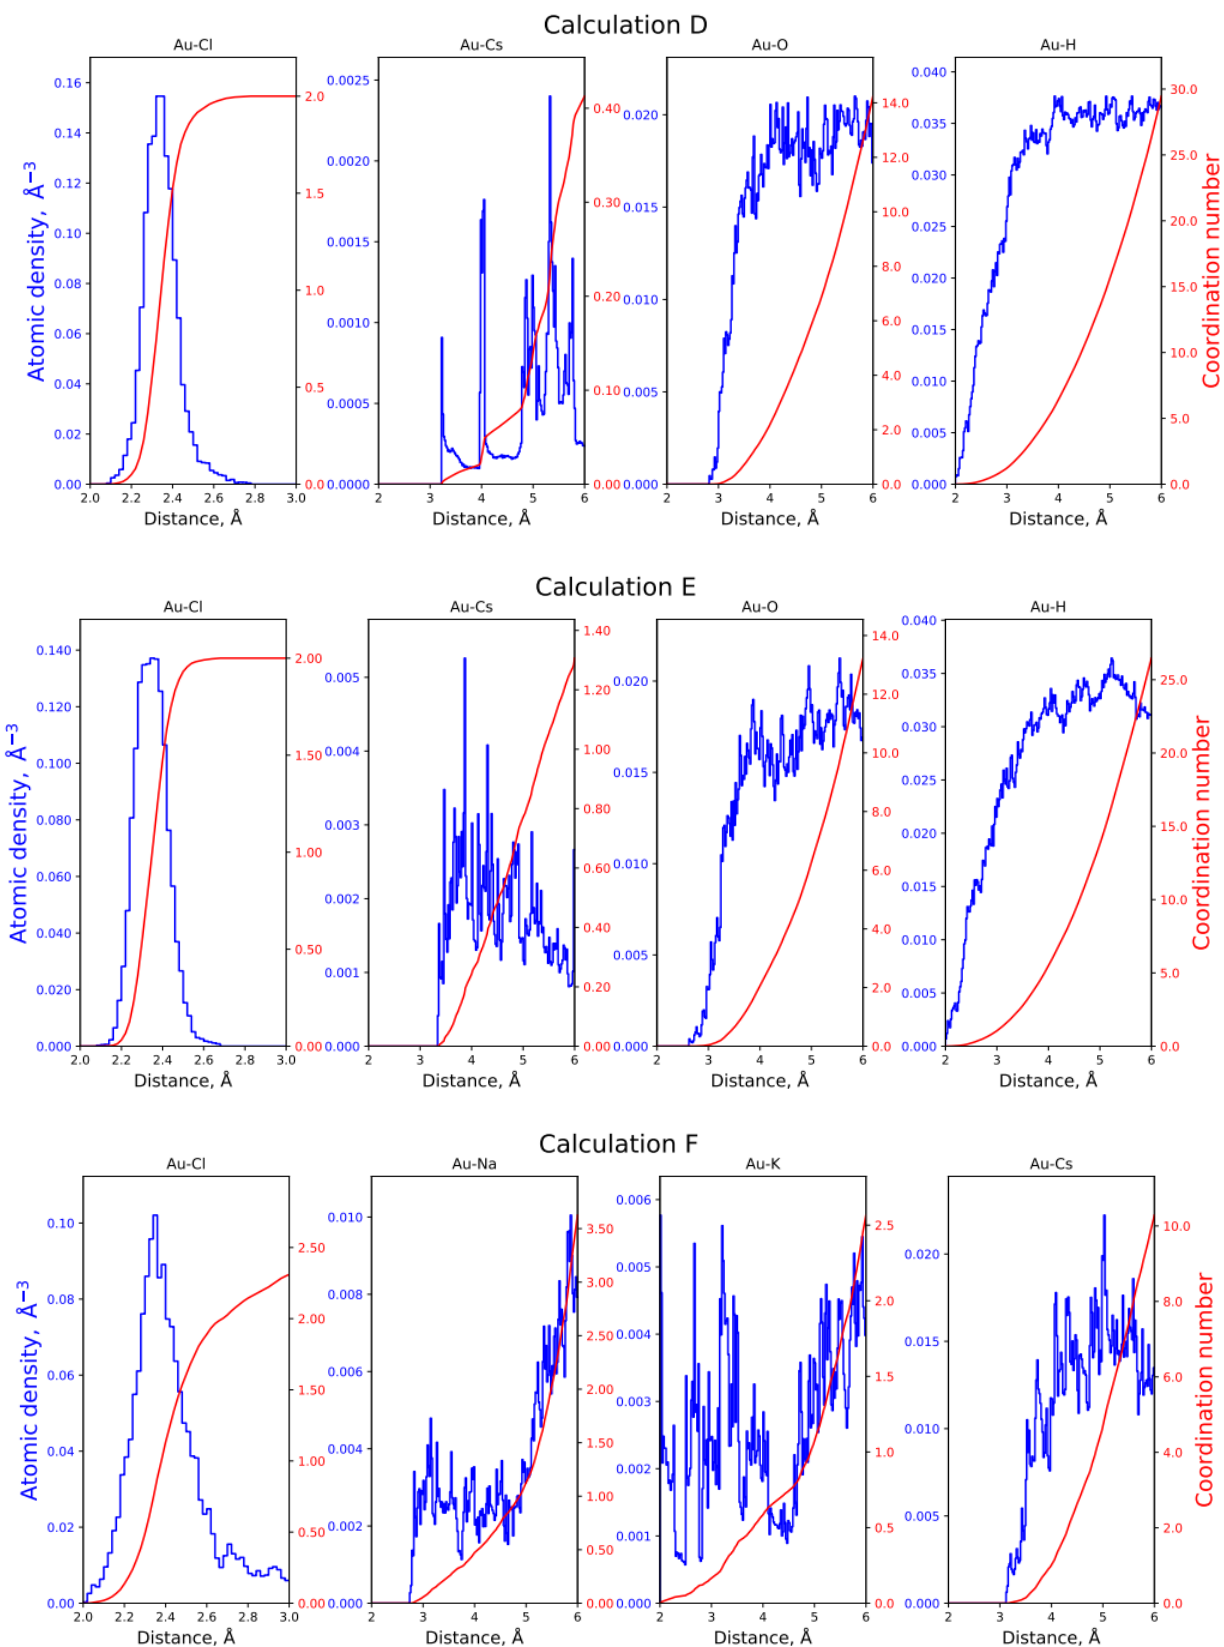 Calculation D
Au-Cl Au-Cs Au-O Au-H
Atomic density, Å⁻³
0.16 0.14 0.12 0.10 0.08 0.06 0.04 0.02 0.00
2.0 1.5 1.0 0.5 0.0
0.0025 0.0020 0.0015 0.0010 0.0005 0.0000
0.40 0.30 0.20 0.10 0.00
0.020 0.015 0.010 0.005 0.000
14.0 12.0 10.0 8.0 6.0 4.0 2.0 0.0
0.040 0.035 0.030 0.025 0.020 0.015 0.010 0.005 0.000
30.0 25.0 20.0 15.0 10.0 5.0 0.0
Coordination number
2.0 2.2 2.4 2.6 2.8 3.0 2 3 4 5 6 2 3 4 5 6 2 3 4 5 6
Distance, Å Distance, Å Distance, Å Distance, Å
Calculation E
Au-Cl Au-Cs Au-O Au-H
Atomic density, Å⁻³
0.140 0.120 0.100 0.080 0.060 0.040 0.020 0.000
2.00 1.50 1.00 0.50 0.00
0.005 0.004 0.003 0.002 0.001 0.000
1.40 1.20 1.00 0.80 0.60 0.40 0.20 0.00
0.020 0.015 0.010 0.005 0.000
14.0 12.0 10.0 8.0 6.0 4.0 2.0 0.0
0.040 0.035 0.030 0.025 0.020 0.015 0.010 0.005 0.000
25.0 20.0 15.0 10.0 5.0 0.0
Coordination number
2.0 2.2 2.4 2.6 2.8 3.0 2 3 4 5 6 2 3 4 5 6 2 3 4 5 6
Distance, Å Distance, Å Distance, Å Distance, Å
Calculation F
Au-Cl Au-Na Au-K Au-Cs
Atomic density, Å⁻³
0.10 0.08 0.06 0.04 0.02 0.00
2.50 2.00 1.50 1.00 0.50 0.00
0.010 0.008 0.006 0.004 0.002 0.000
3.50 3.00 2.50 2.00 1.50 1.00 0.50 0.00
0.006 0.005 0.004 0.003 0.002 0.001 0.000
2.5 2.0 1.5 1.0 0.5 0.0
0.020 0.015 0.010 0.005 0.000
10.0 8.0 6.0 4.0 2.0 0.0
Coordination number
2.0 2.2 2.4 2.6 2.8 3.0 2 3 4 5 6 2 3 4 5 6 2 3 4 5 6
Distance, Å Distance, Å Distance, Å Distance, Å